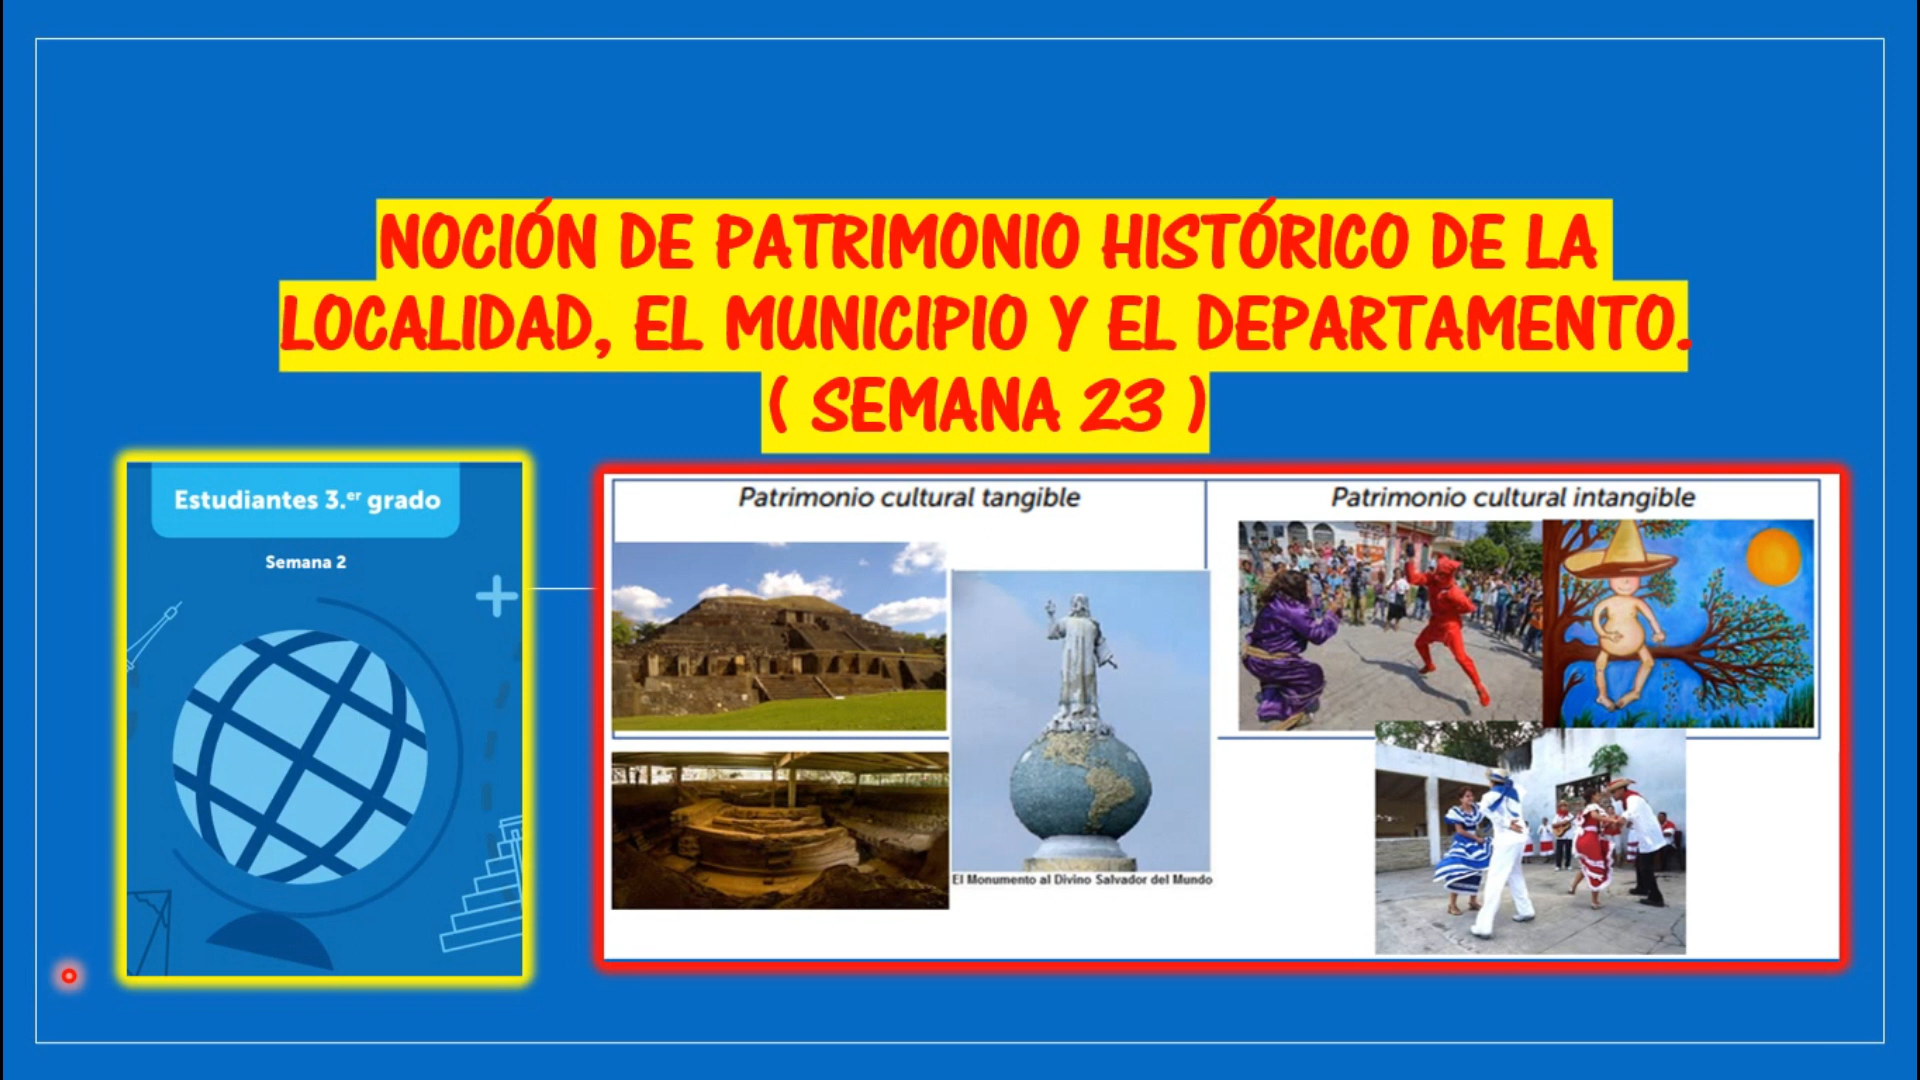 NOCIÓN DE PATRIMONIO HISTÓRICO DE LA
LOCALIDAD, EL MUNICIPIO Y EL DEPARTAMENTO.
( SEMANA 23 )
Estudiantes 3.er grado
Semana 2
Patrimonio cultural tangible
Patrimonio cultural intangible
El Monumento al Divino Salvador del Mundo